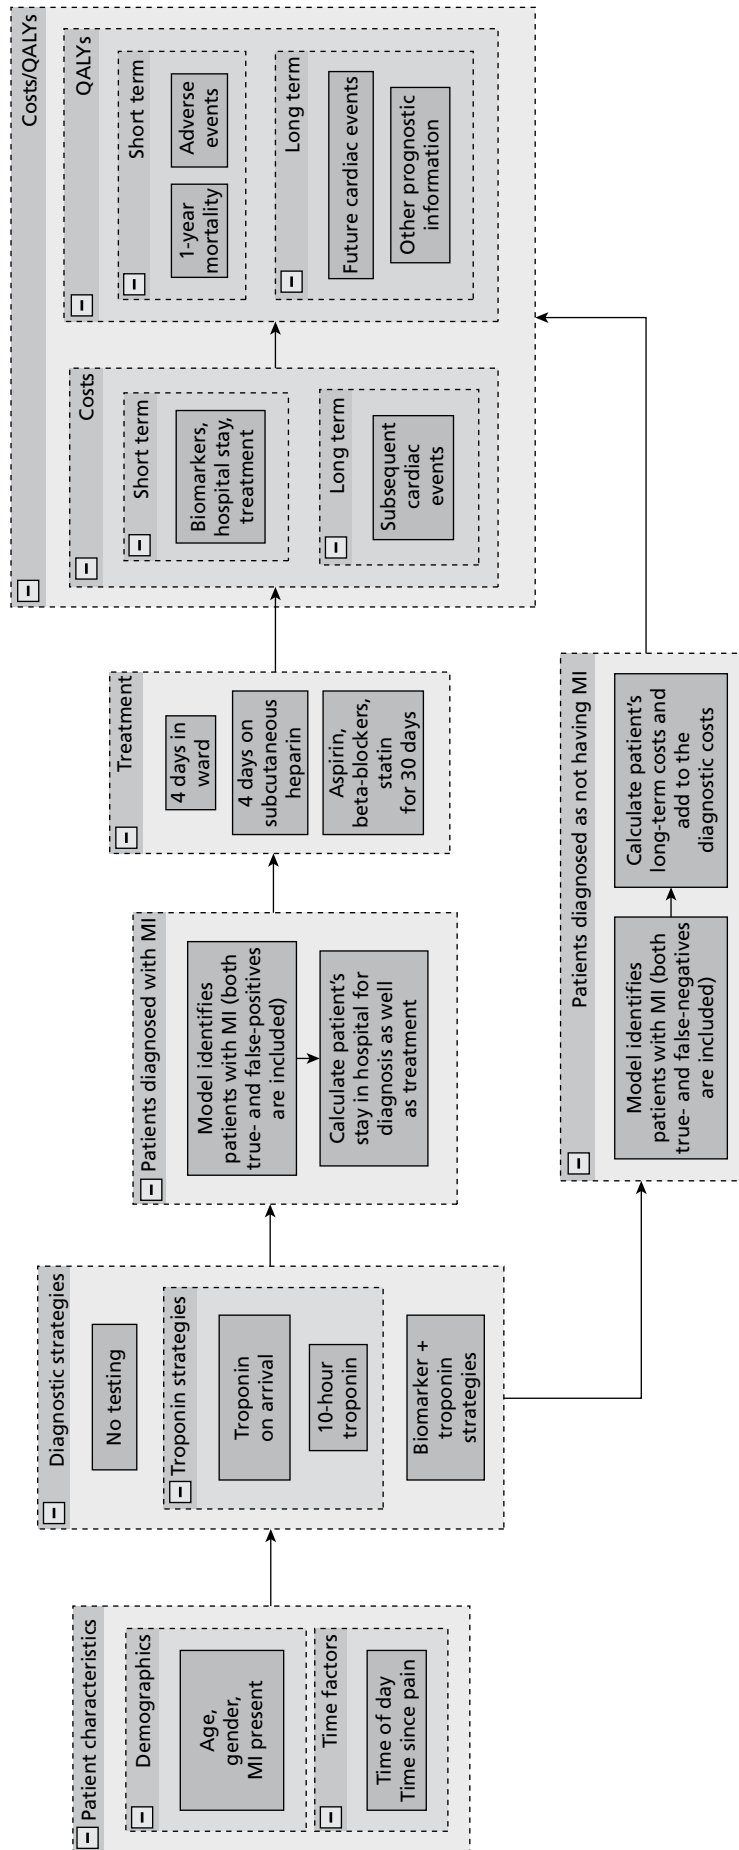 Patient characteristics
Demographics
Age,
gender,
MI present
Time factors
Time of day
Time since pain
Diagnostic strategies
No testing
Troponin strategies
Troponin
on arrival
10-hour
troponin
Biomarker +
troponin
strategies
Patients diagnosed with MI
Model identifies
patients with MI (both
true- and false-positives
are included)
Calculate patient’s
stay in hospital for
diagnosis as well
as treatment
Treatment
4 days in
ward
4 days on
subcutaneous
heparin
Aspirin,
beta-blockers,
statin
for 30 days
Patients diagnosed as not having MI
Model identifies
patients with MI (both
true- and false-negatives
are included)
Calculate patient’s
long-term costs and
add to the
diagnostic costs
Costs/QALYs
Costs
Short term
Biomarkers,
hospital stay,
treatment
Long term
Subsequent
cardiac
events
QALYs
Short term
1-year
mortality
Adverse
events
Long term
Future cardiac events
Other prognostic
information